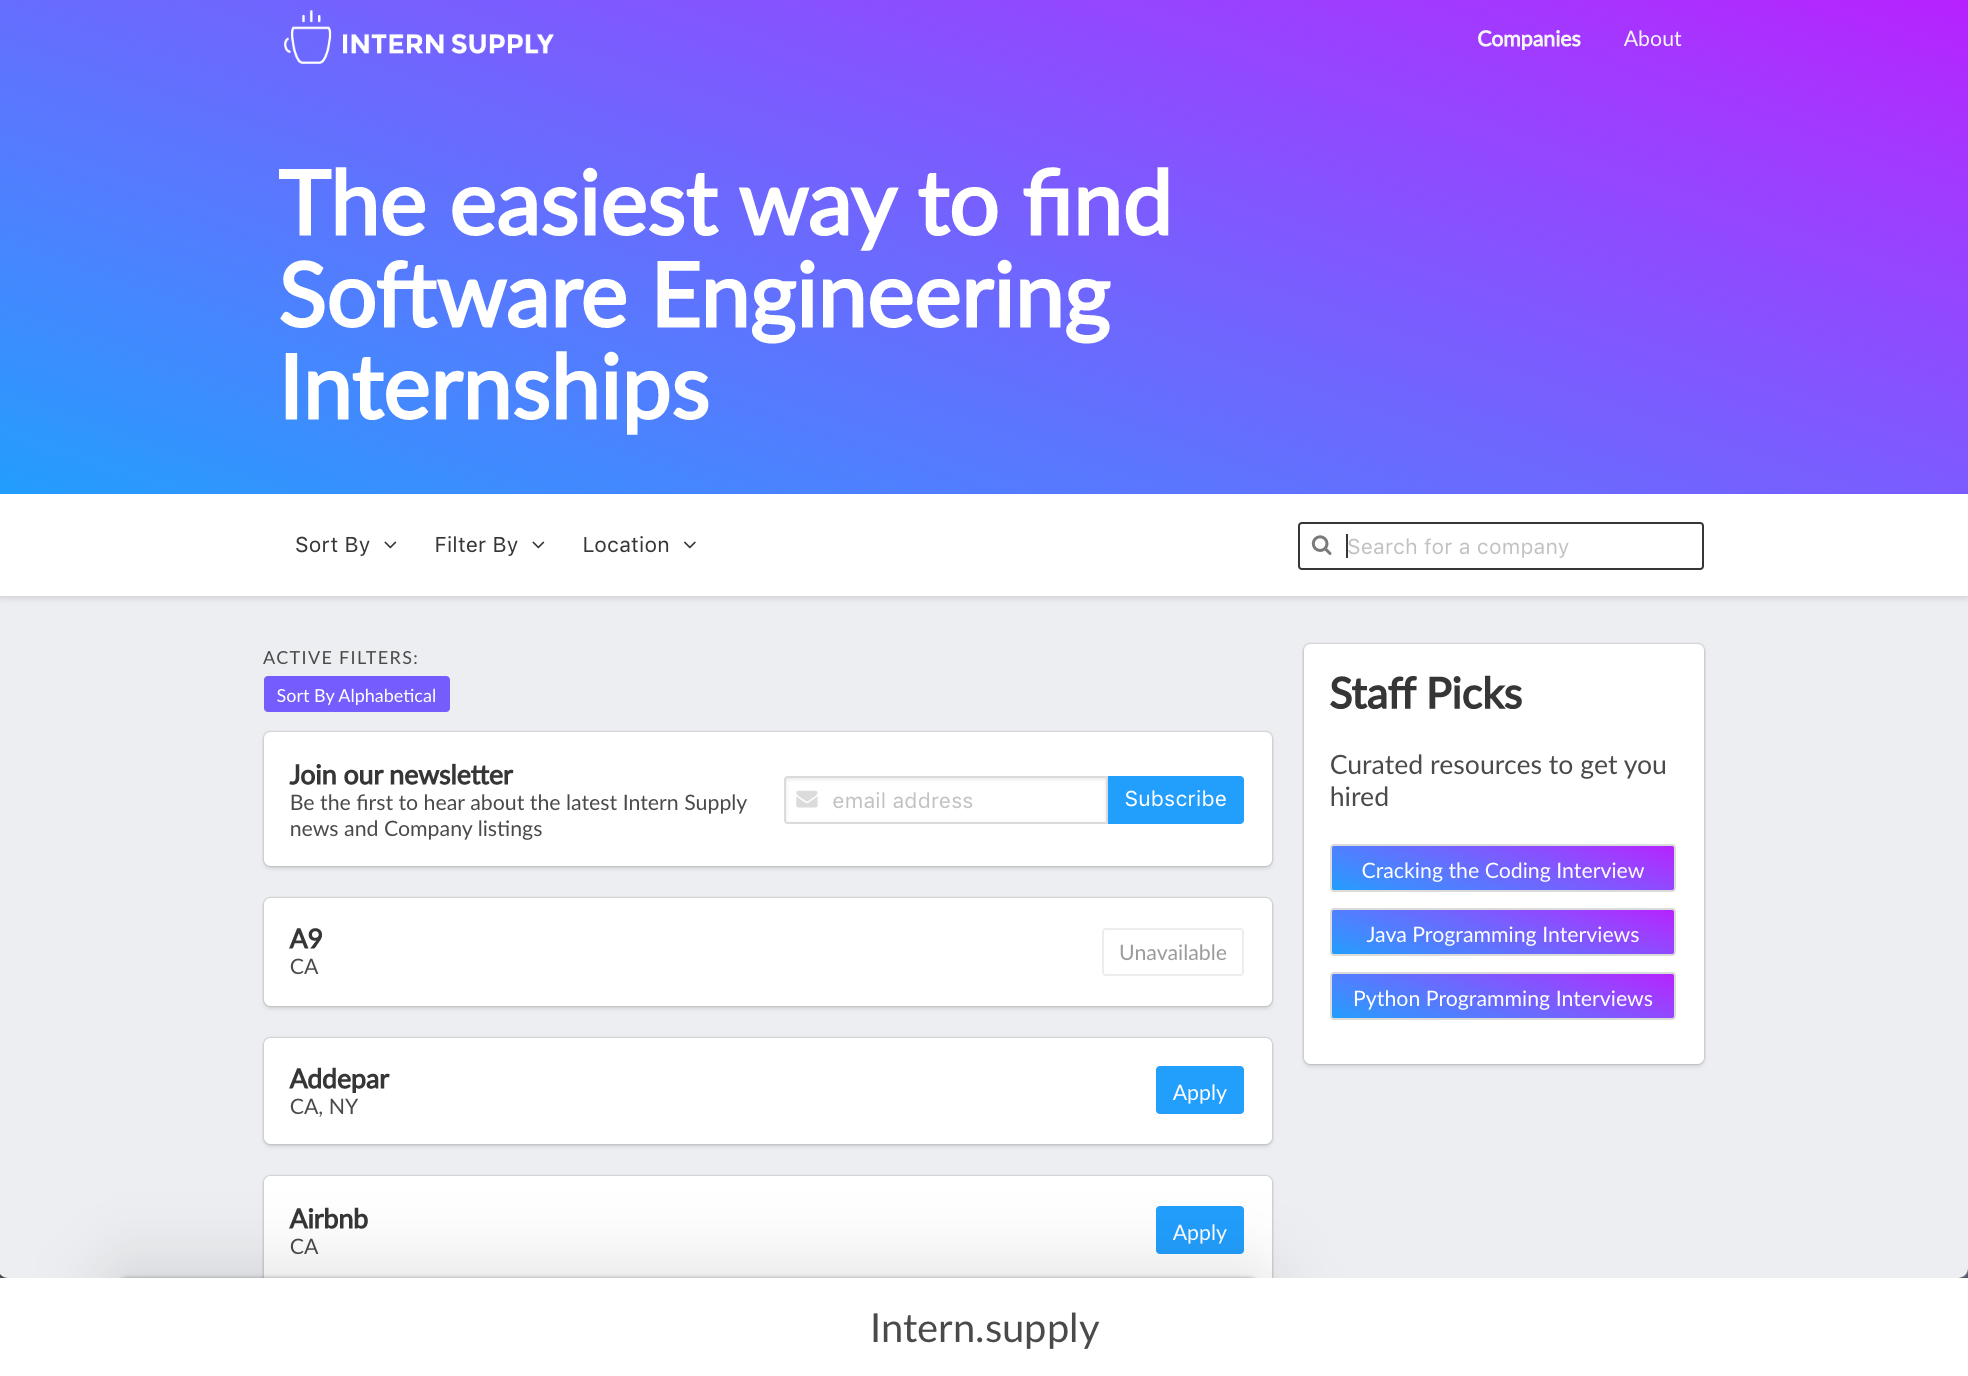 INTERN SUPPLY
Companies
About
The easiest way to find
Software Engineering
Internships
Sort By
Filter By
Location
Search for a company
ACTIVE FILTERS:
Sort By Alphabetical
Join our newsletter
Be the first to hear about the latest Intern Supply
news and Company listings
email address
Subscribe
A9
CA
Unavailable
Addepar
CA, NY
Apply
Airbnb
CA
Apply
Staff Picks
Curated resources to get you
hired
Cracking the Coding Interview
Java Programming Interviews
Python Programming Interviews
Intern.supply